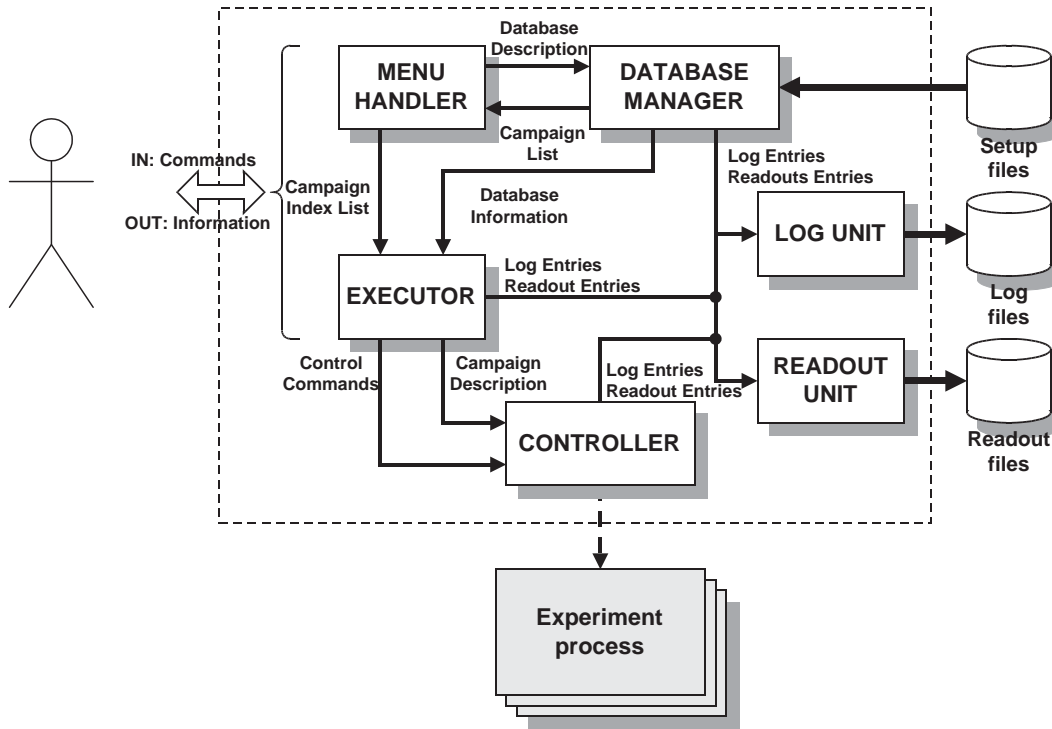 Database
Description
MENU
HANDLER
DATABASE
MANAGER
Setup
files
Campaign
List
IN: Commands
OUT: Information
Campaign
Index List
Database
Information
Log Entries
Readouts Entries
LOG UNIT
Log
files
EXECUTOR
Log Entries
Readout Entries
Control
Commands
Campaign
Description
Log Entries
Readout Entries
READOUT
UNIT
Readout
files
CONTROLLER
Experiment
process